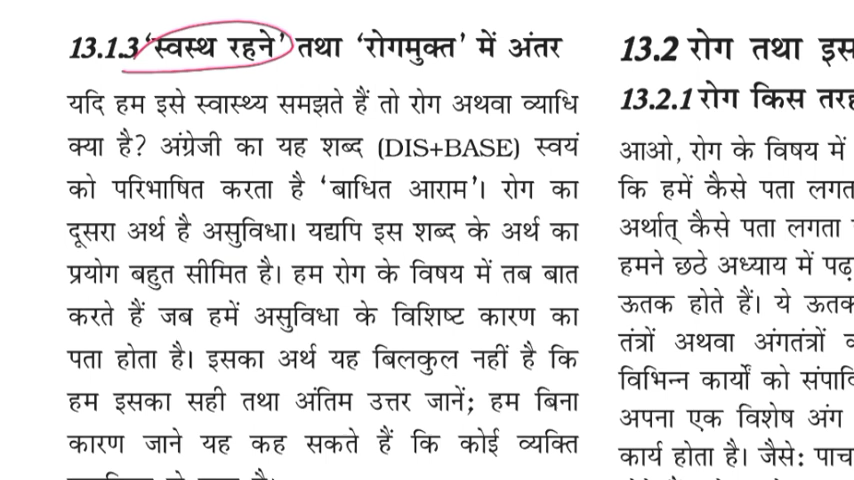 13.1.3 ‘स्वस्थ रहने’ तथा ‘रोगमुक्त’ में अंतर
यदि हम इसे स्वास्थ्य समझते हैं तो रोग अथवा व्याधि
क्या है? अंग्रेजी का यह शब्द (DIS+BASE) स्वयं
को परिभाषित करता है ‘बाधित आराम’। रोग का
दूसरा अर्थ है असुविधा। यद्यपि इस शब्द के अर्थ का
प्रयोग बहुत सीमित है। हम रोग के विषय में तब बात
करते हैं जब हमें असुविधा के विशिष्ट कारण का
पता होता है। इसका अर्थ यह बिलकुल नहीं है कि
हम इसका सही तथा अंतिम उत्तर जानें; हम बिना
कारण जाने यह कह सकते हैं कि कोई व्यक्ति
13.2 रोग तथा इस
13.2.1 रोग किस तरह
आओ, रोग के विषय में
कि हमें कैसे पता लगत
अर्थात् कैसे पता लगता
हमने छठे अध्याय में पढ़
ऊतक होते हैं। ये ऊतक
तंत्रों अथवा अंगतंत्रों
विभिन्न कार्यों को संपादि
अपना एक विशेष अंग
कार्य होता है। जैसे: पाच